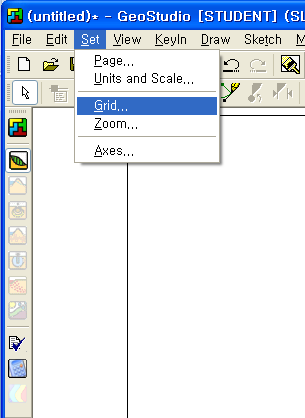 (untitled)* - GeoStudio [STUDENT] (SL
File Edit Set View KeyIn Draw Sketch M
Page...
Units and Scale...
Grid...
Zoom...
Axes...